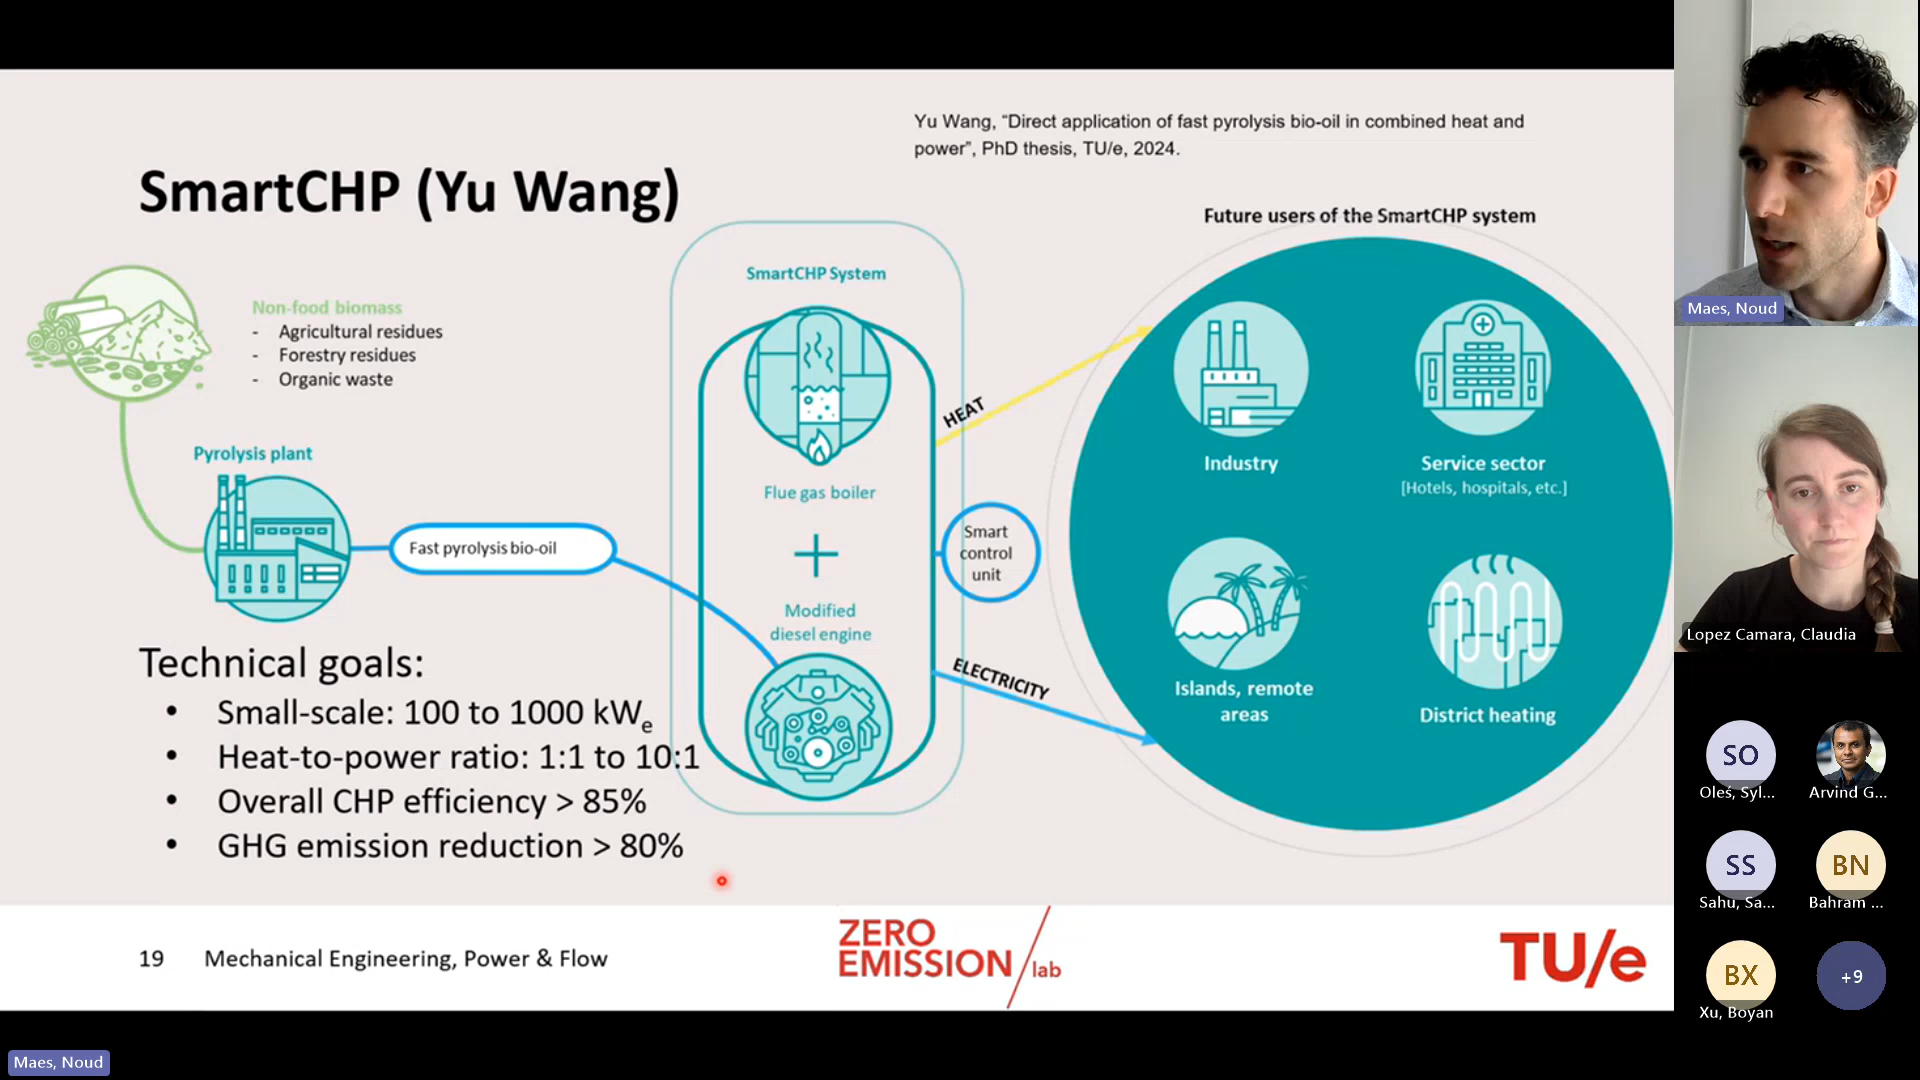 Yu Wang, “Direct application of fast pyrolysis bio-oil in combined heat and
power”, PhD thesis, TU/e, 2024.
SmartCHP (Yu Wang)
Future users of the SmartCHP system
SmartCHP System
Non-food biomass
- Agricultural residues
- Forestry residues
- Organic waste
HEAT
Pyrolysis plant
Industry
Service sector
[Hotels, hospitals, etc.]
Flue gas boiler
Fast pyrolysis bio-oil
Smart
control
unit
Modified
diesel engine
ELECTRICITY
Islands, remote
areas
District heating
Technical goals:
• Small-scale: 100 to 1000 kWe
• Heat-to-power ratio: 1:1 to 10:1
• Overall CHP efficiency > 85%
• GHG emission reduction > 80%
19 Mechanical Engineering, Power & Flow
ZERO
EMISSION /lab
TU/e
Maes, Noud
Lopez Camara, Claudia
SO
Oleś, Syl...
Arvind G...
SS
Sahu, Sa...
BN
Bahram ...
BX
Xu, Boyan
+9
Maes, Noud